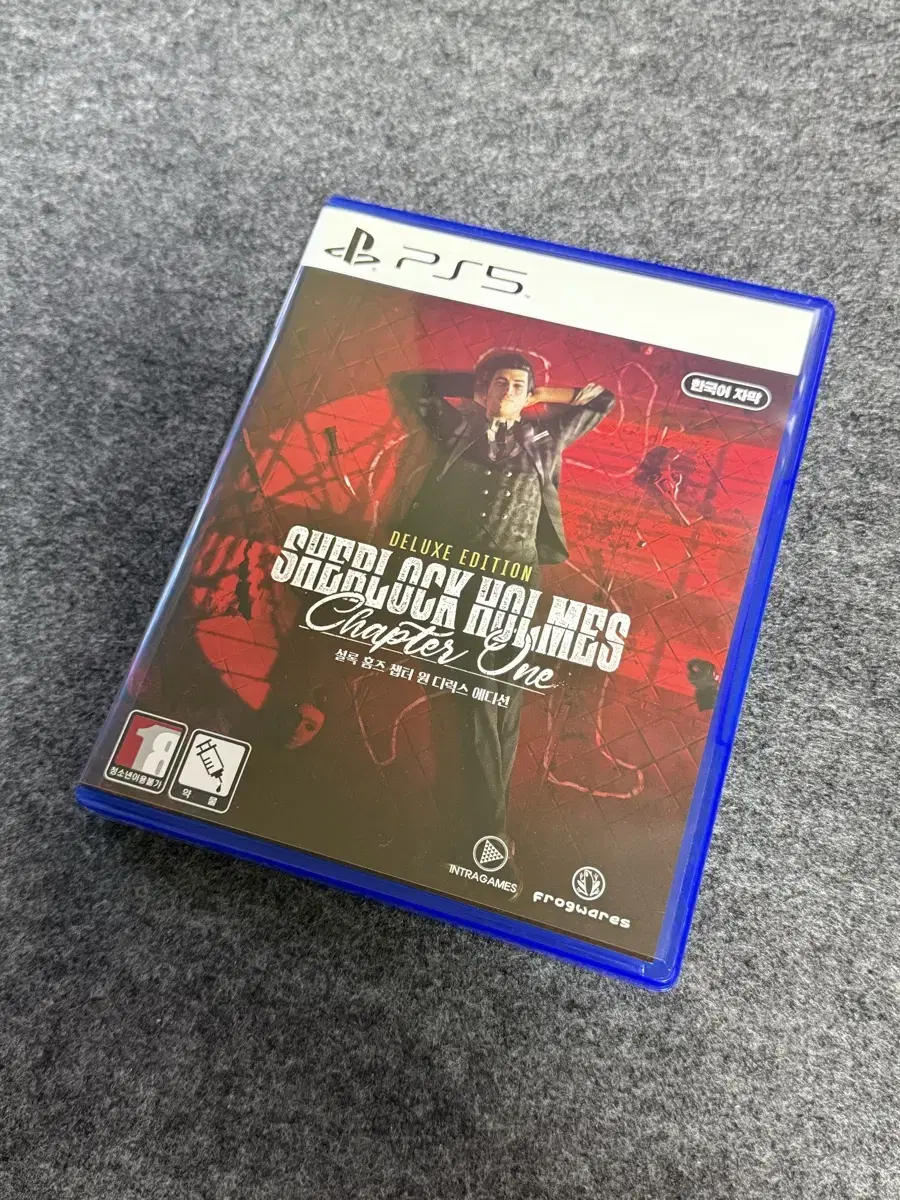 PS5
한국어 자막
DELUXE EDITION
SHERLOCK HOLMES
Chapter One
셜록 홈즈 챕터 원 디럭스 에디션
18
청소년이용불가
약 물
INTRAGAMES
frogwares